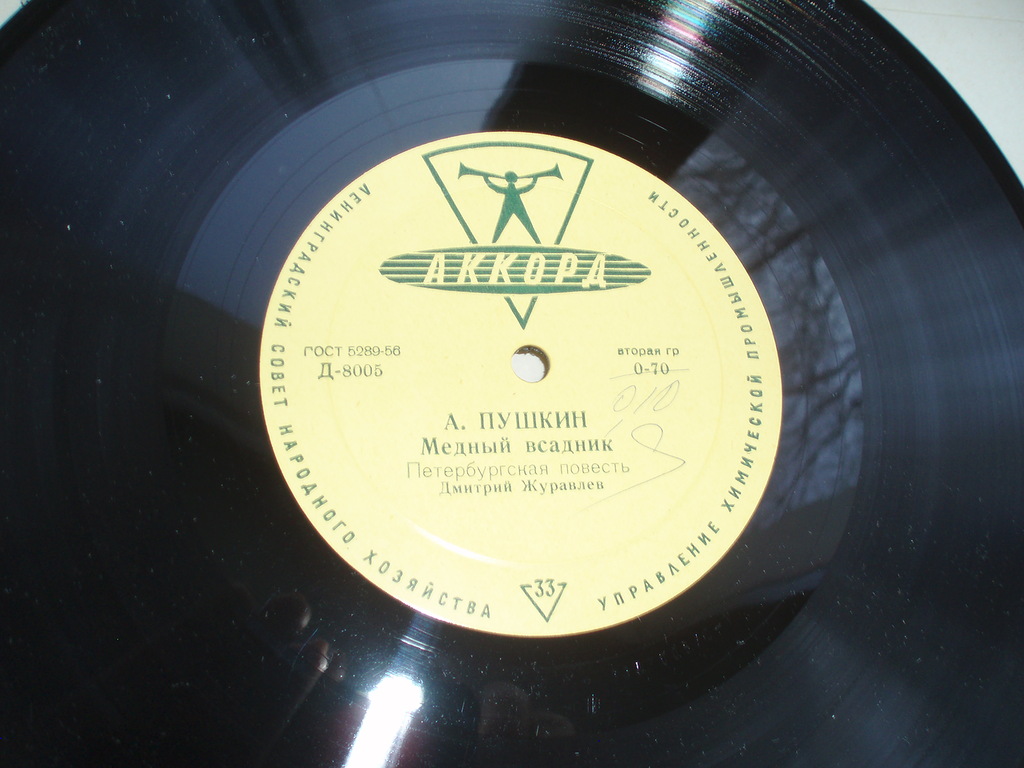 АККОРД
ЛЕНИНГРАДСКИЙ СОВЕТ НАРОДНОГО ХОЗЯЙСТВА
УПРАВЛЕНИЕ ХИМИЧЕСКОЙ ПРОМЫШЛЕННОСТИ
ГОСТ 5289-56
Д-8005
вторая гр
0-70
А. ПУШКИН
Медный всадник
Петербургская повесть
Дмитрий Журавлев
33